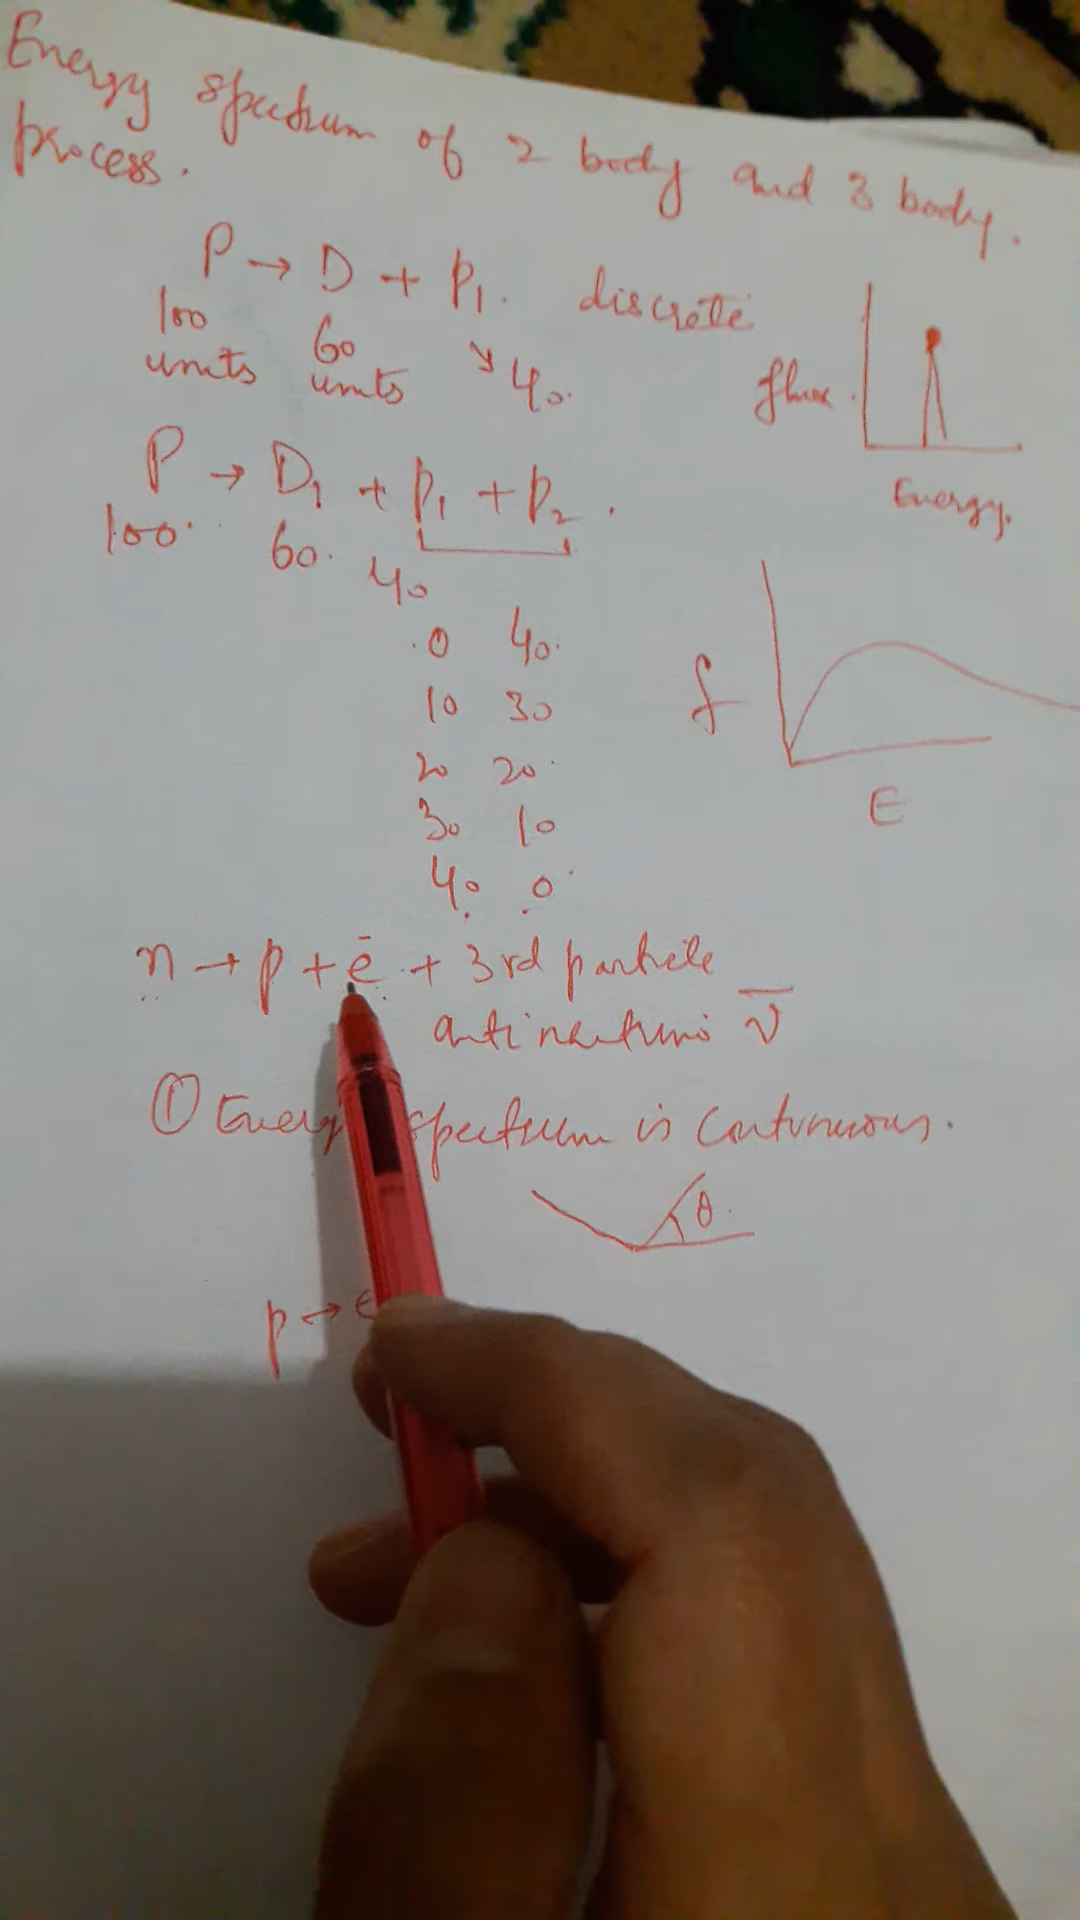 Energy spectrum of 2 body and 3 body.
process.
P → D + P₁. discrete
100 units 60 units ↘ 40.
flux.
Energy.
P → D₁ + P₁ + P₂.
100. 60. 40
0 40.
10 30
20 20.
30 10
40 0.
f
E
n → p + e⁻ + 3rd particle
antineutrino ν̄
① Energy spectrum is continuous.
θ.
p → e